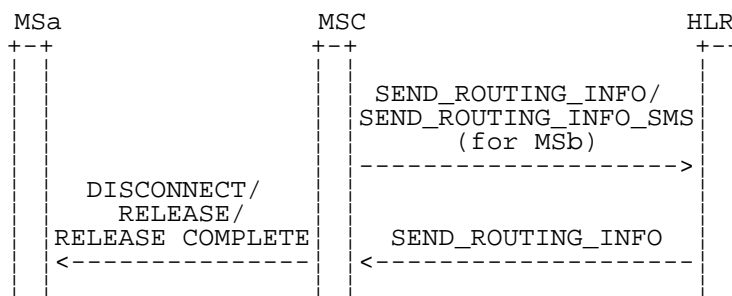 MSa MSC HLR
SEND_ROUTING_INFO/
SEND_ROUTING_INFO_SMS
(for MSb)
DISCONNECT/
RELEASE/
RELEASE COMPLETE SEND_ROUTING_INFO